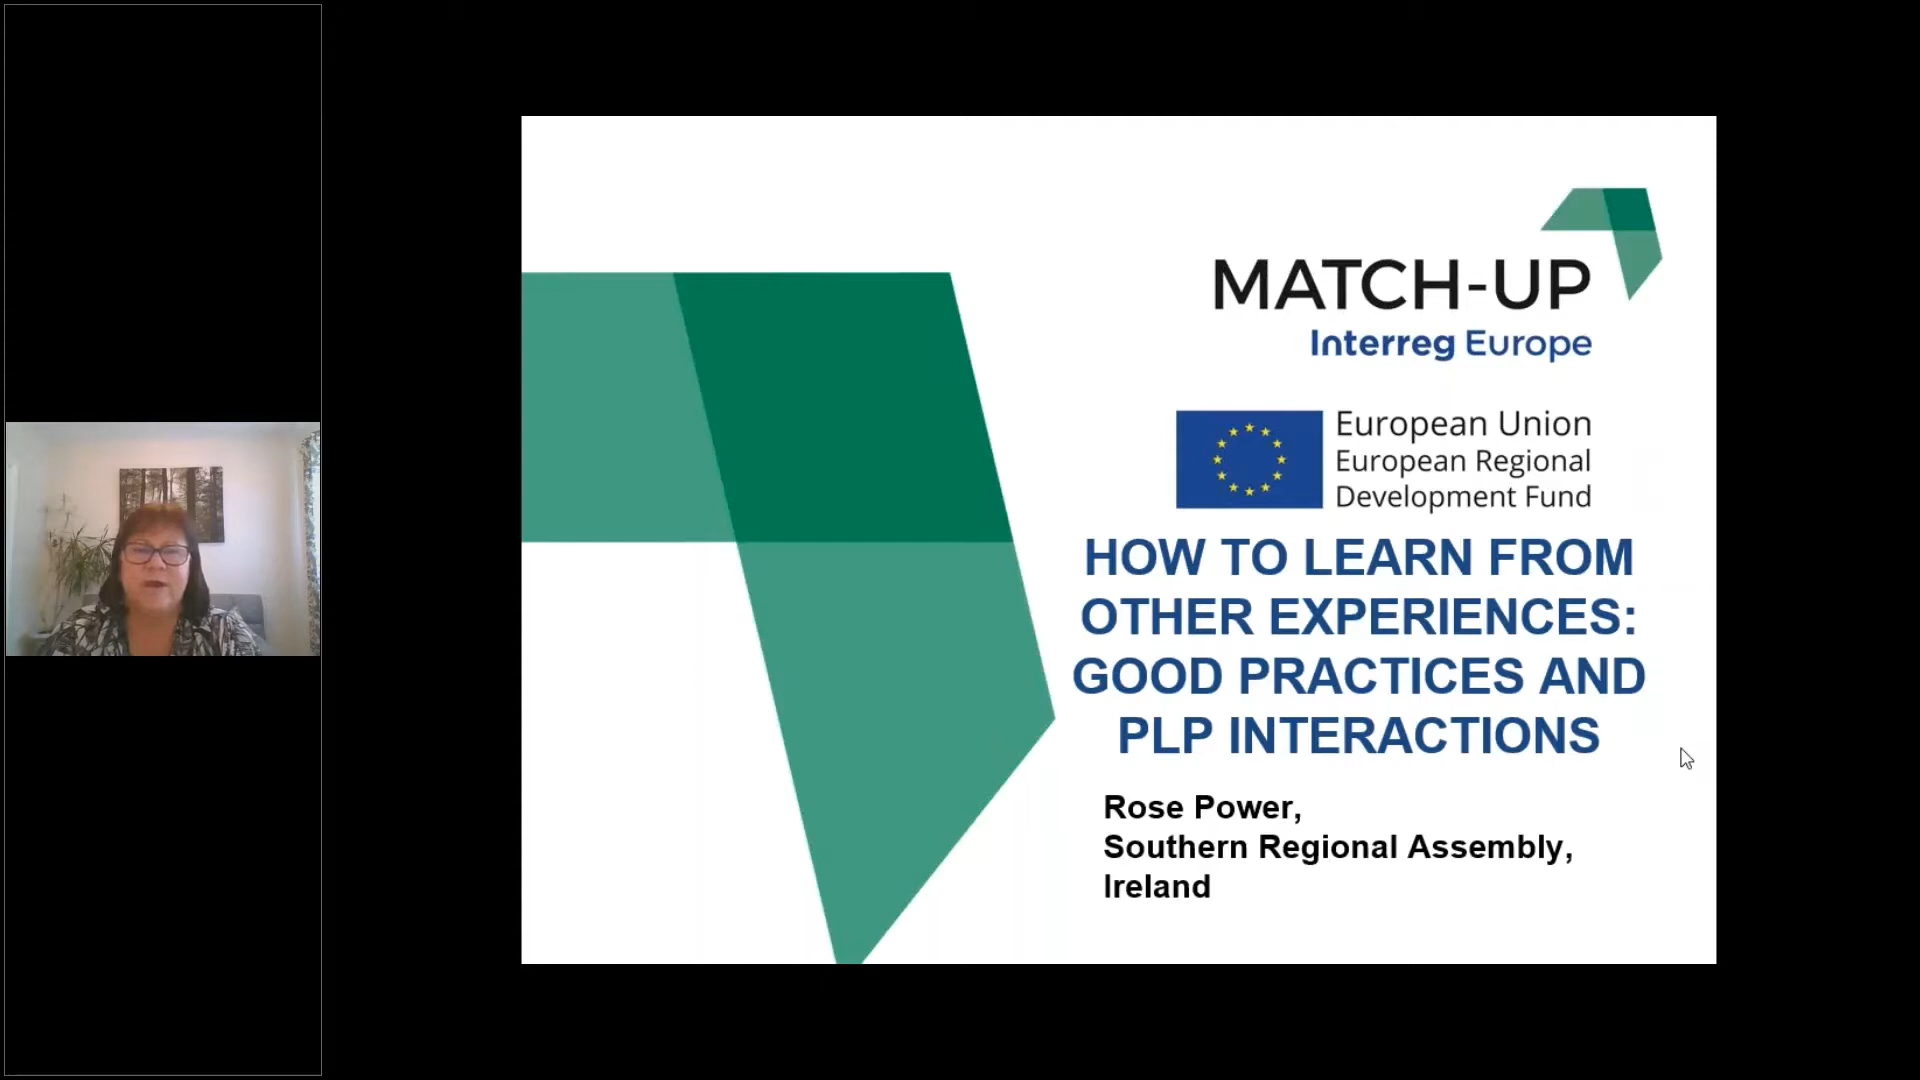 MATCH-UP
Interreg Europe
European Union
European Regional
Development Fund
HOW TO LEARN FROM
OTHER EXPERIENCES:
GOOD PRACTICES AND
PLP INTERACTIONS
Rose Power,
Southern Regional Assembly,
Ireland